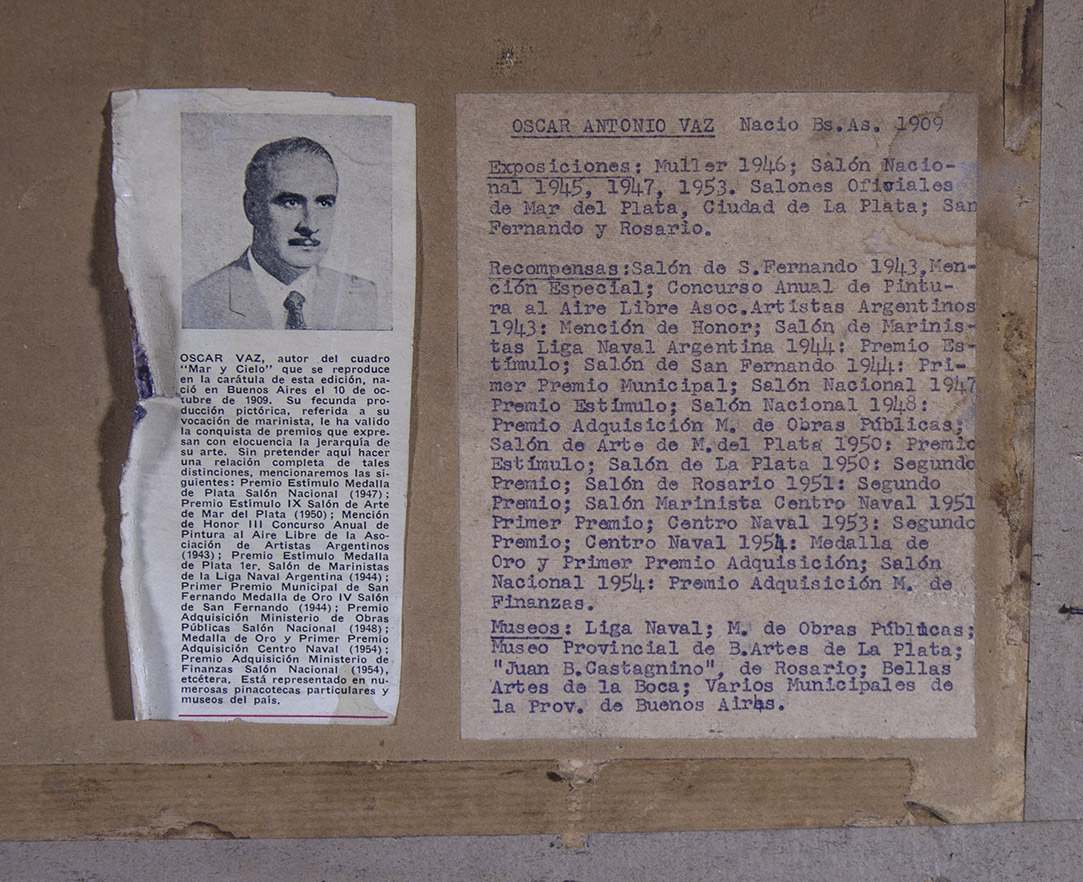 OSCAR VAZ, autor del cuadro
"Mar y Cielo" que se reproduce
en la carátula de esta edición, na-
ció en Buenos Aires el 10 de oc-
tubre de 1909. Su fecunda pro-
ducción pictórica, referida a su
vocación de marinista, le ha valido
la conquista de premios que expre-
san con elocuencia la jerarquía de
su arte. Sin pretender aquí hacer
una relación completa de tales
distinciones, mencionaremos las si-
guientes: Premio Estímulo Medalla
de Plata Salón Nacional (1947);
Premio Estímulo IX Salón de Arte
de Mar del Plata (1950); Mención
de Honor III Concurso Anual de
Pintura al Aire Libre de la Aso-
ciación de Artistas Argentinos
(1943); Premio Estímulo Medalla
de Plata 1er. Salón de Marinistas
de la Liga Naval Argentina (1944);
Primer Premio Municipal de San
Fernando Medalla de Oro IV Salón
de San Fernando (1944); Premio
Adquisición Ministerio de Obras
Públicas Salón Nacional (1948);
Medalla de Oro y Primer Premio
Adquisición Centro Naval (1954);
Premio Adquisición Ministerio de
Finanzas Salón Nacional (1954),
etcétera. Está representado en nu-
merosas pinacotecas particulares y
museos del país.
OSCAR ANTONIO VAZ Nacio Bs.As. 1909
Exposiciones: Muller 1946; Salón Nacio-
nal 1945, 1947, 1953. Salones Oficiales
de Mar del Plata, Ciudad de La Plata; San
Fernando y Rosario.
Recompensas:Salón de S.Fernando 1943,Men-
ción Especial; Concurso Anual de Pintu-
ra al Aire Libre Asoc.Artistas Argentinos
1943: Mención de Honor; Salón de Marinis-
tas Liga Naval Argentina 1944: Premio Es-
tímulo; Salón de San Fernando 1944: Pri-
mer Premio Municipal; Salón Nacional 1947
Premio Estímulo; Salón Nacional 1948:
Premio Adquisición M. de Obras Públicas;
Salón de Arte de M.del Plata 1950: Premio
Estímulo; Salón de La Plata 1950: Segundo
Premio; Salón de Rosario 1951: Segundo
Premio; Salón Marinista Centro Naval 1951
Primer Premio; Centro Naval 1953: Segundo
Premio; Centro Naval 1954: Medalla de
Oro y Primer Premio Adquisición; Salón
Nacional 1954: Premio Adquisición M. de
Finanzas.
Museos: Liga Naval; M. de Obras Públicas;
Museo Provincial de B.Artes de La Plata;
"Juan B.Castagnino", de Rosario; Bellas
Artes de la Boca; Varios Municipales de
la Prov. de Buenos Aires.